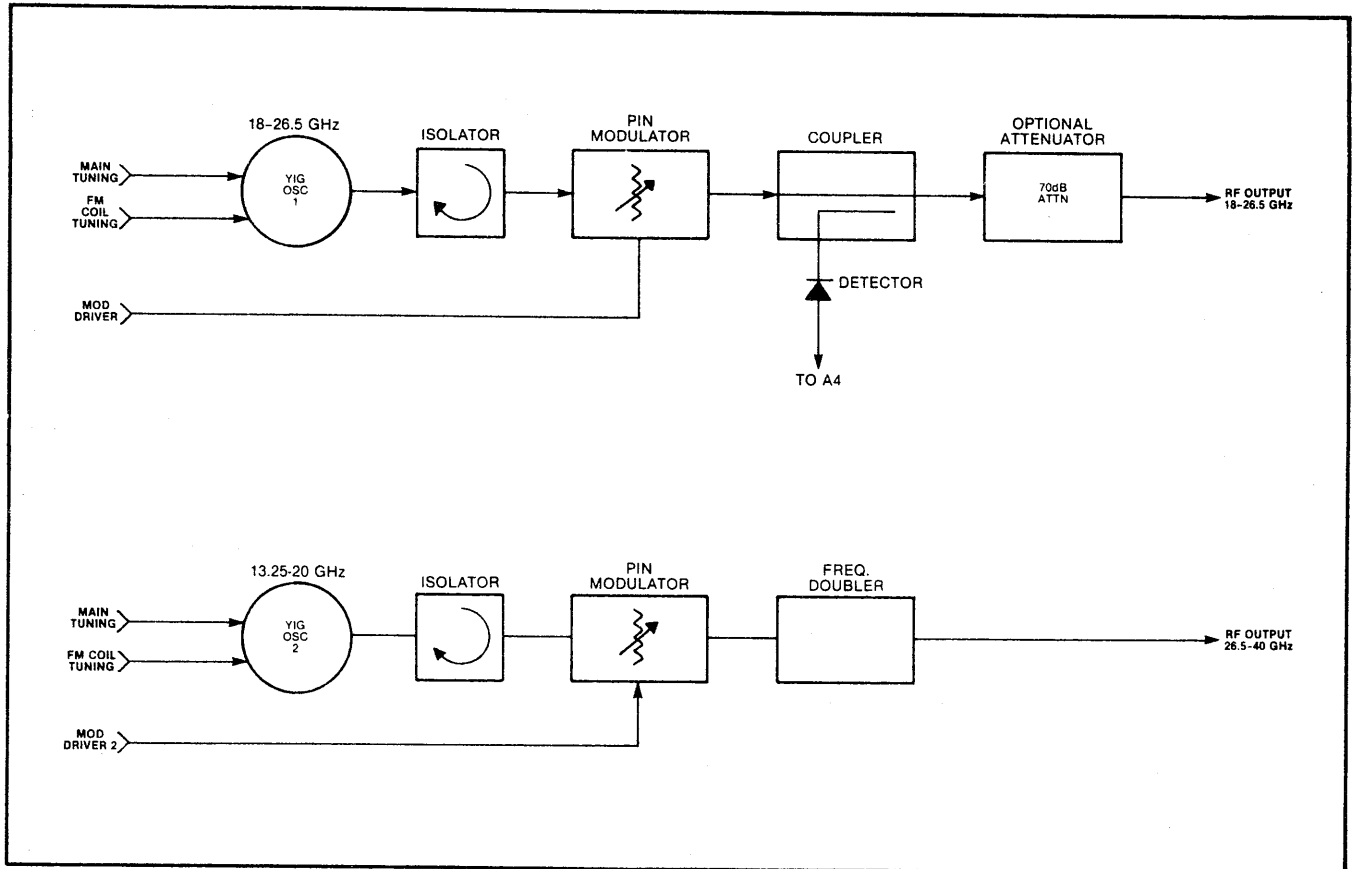 18-26.5 GHz
ISOLATOR
PIN
MODULATOR
COUPLER
OPTIONAL
ATTENUATOR
MAIN
TUNING
FM
COIL
TUNING
YIG
OSC
1
70dB
ATTN
RF OUTPUT
18-26.5 GHz
MOD
DRIVER
DETECTOR
TO A4
13.25-20 GHz
ISOLATOR
PIN
MODULATOR
FREQ.
DOUBLER
MAIN
TUNING
FM COIL
TUNING
YIG
OSC
2
RF OUTPUT
26.5-40 GHz
MOD
DRIVER 2